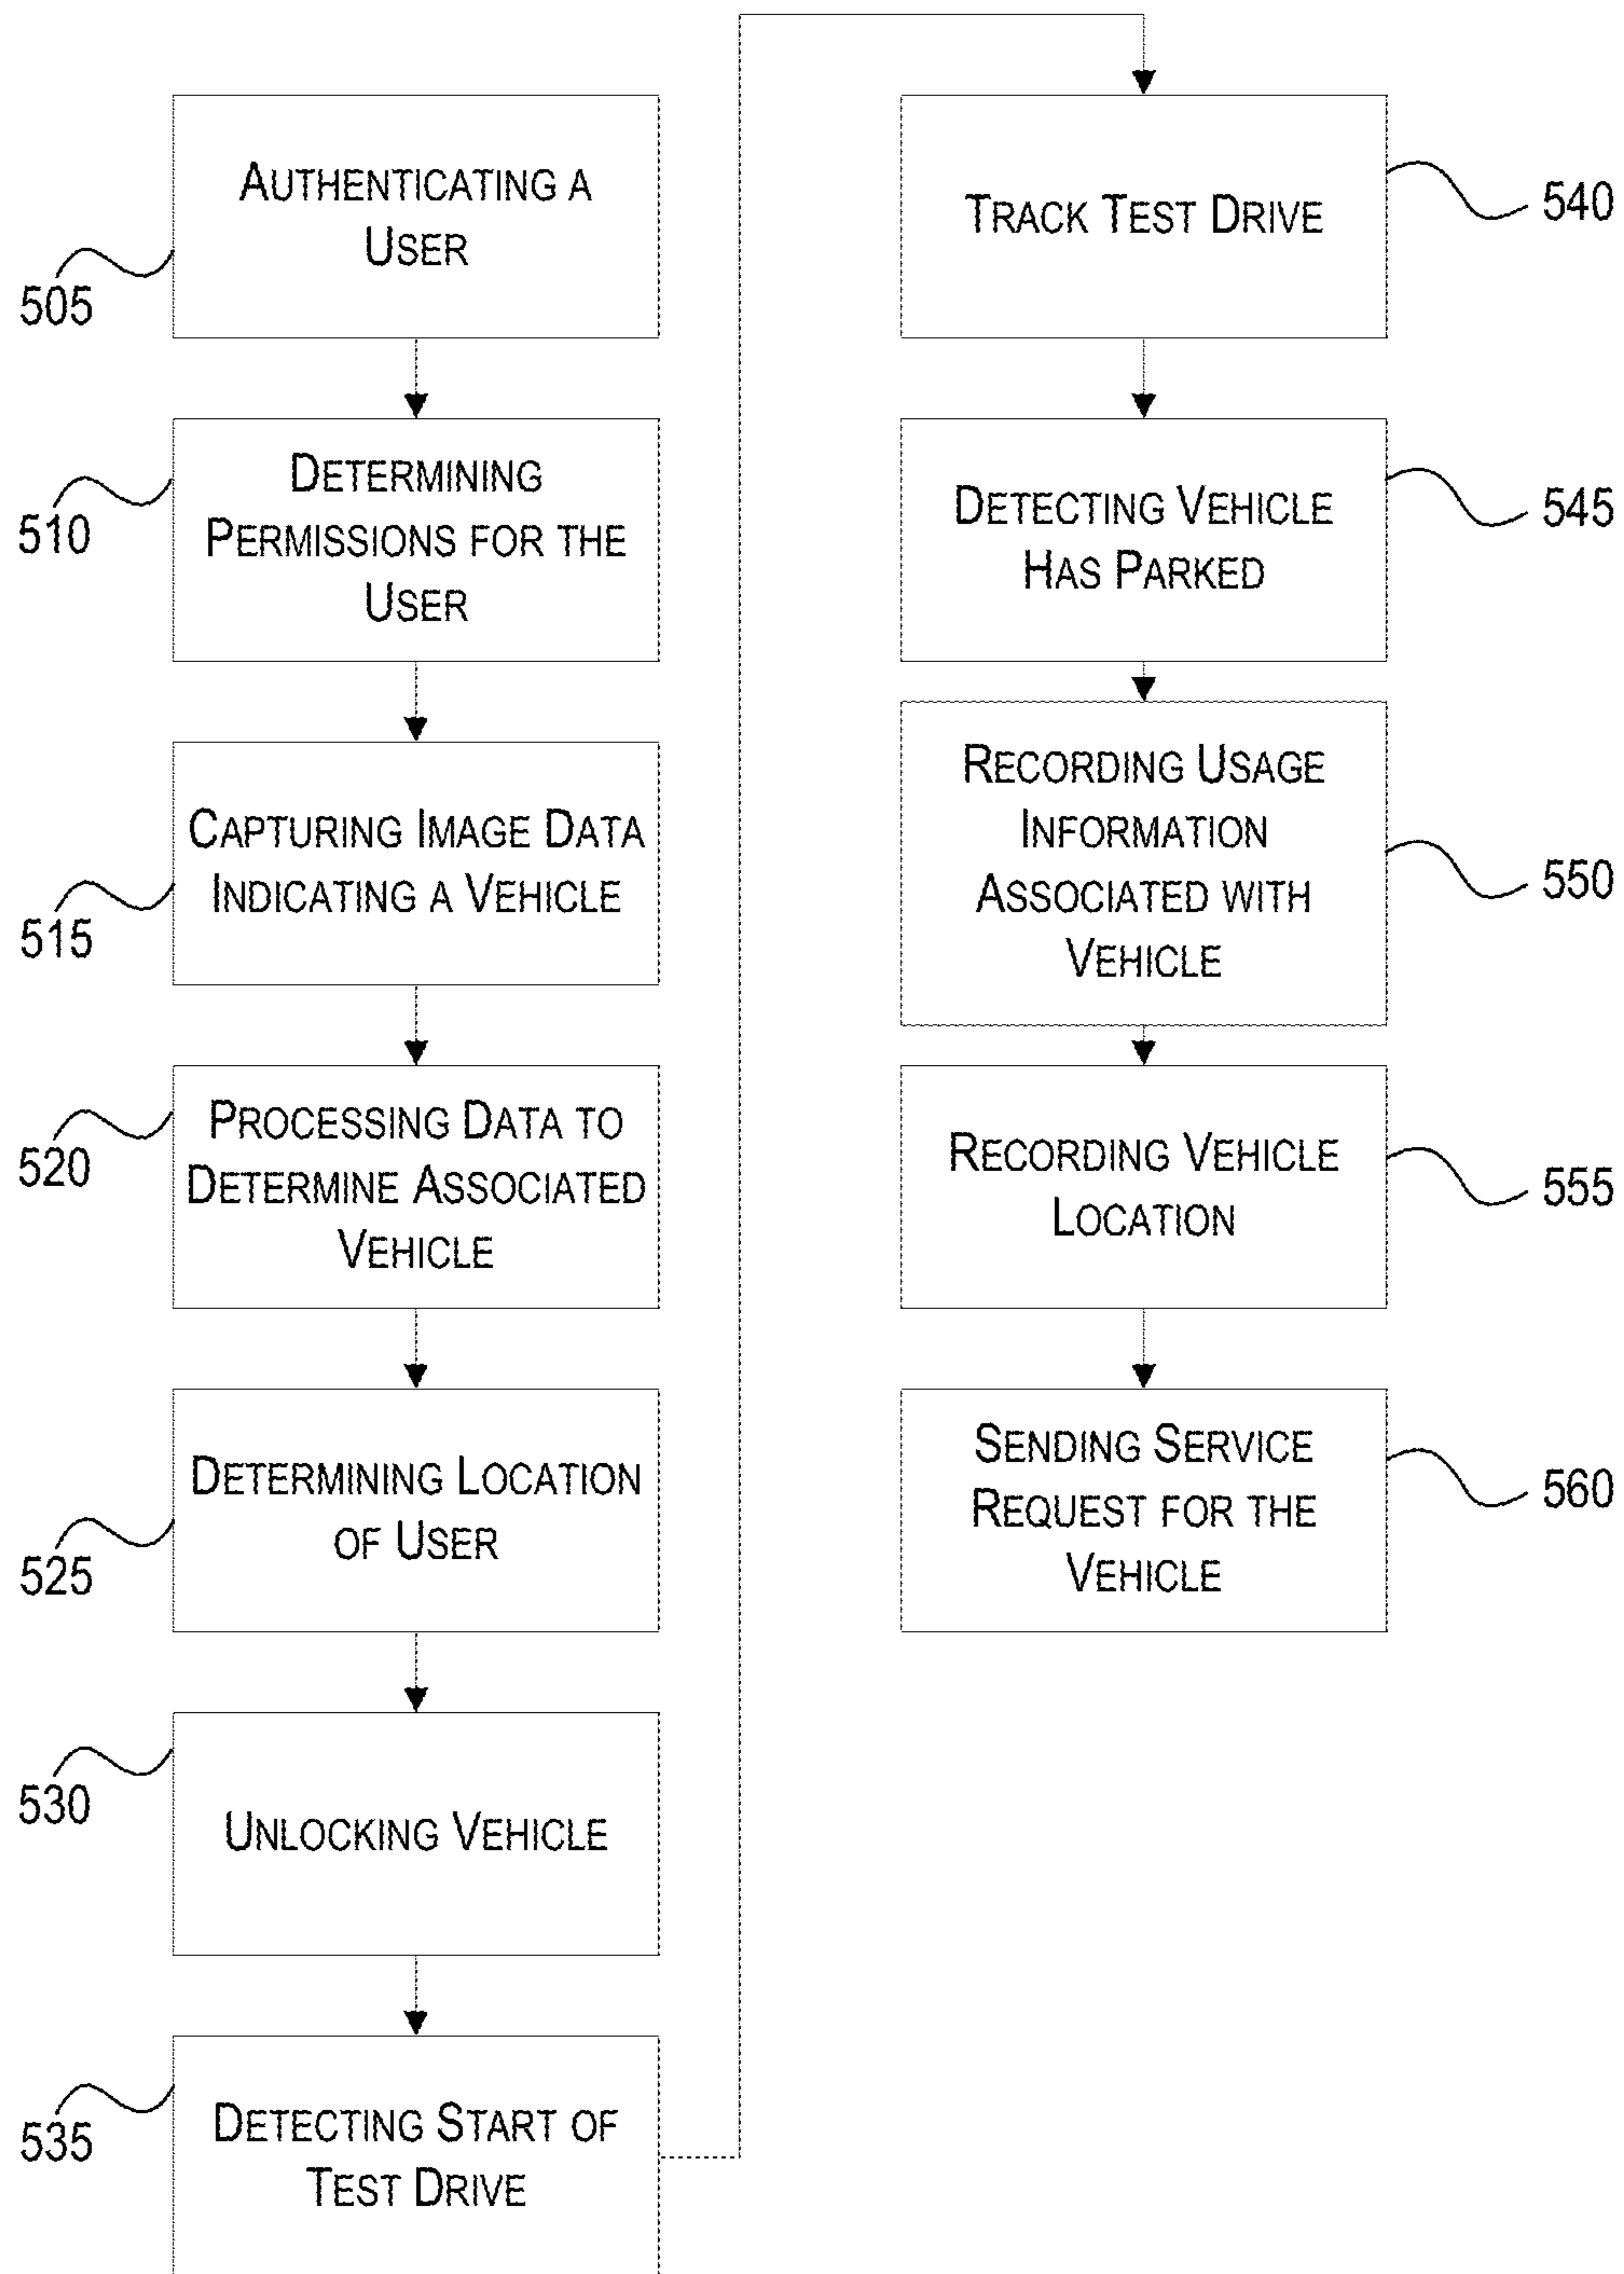 AUTHENTICATING A
USER
505
DETERMINING
PERMISSIONS FOR THE
USER
510
CAPTURING IMAGE DATA
INDICATING A VEHICLE
515
PROCESSING DATA TO
DETERMINE ASSOCIATED
VEHICLE
520
DETERMINING LOCATION
OF USER
525
UNLOCKING VEHICLE
530
DETECTING START OF
TEST DRIVE
535
TRACK TEST DRIVE
540
DETECTING VEHICLE
HAS PARKED
545
RECORDING USAGE
INFORMATION
ASSOCIATED WITH
VEHICLE
550
RECORDING VEHICLE
LOCATION
555
SENDING SERVICE
REQUEST FOR THE
VEHICLE
560